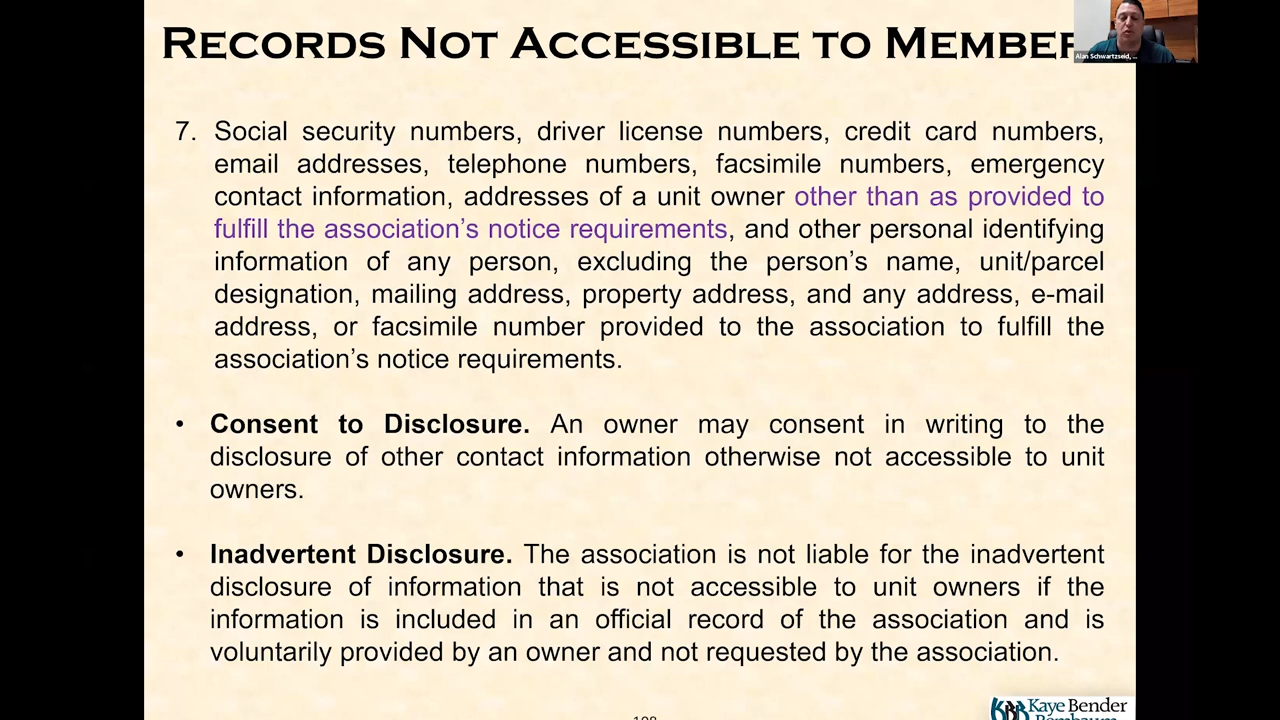 RECORDS NOT ACCESSIBLE TO MEMBER
Alan Schwartzseid, ...
7. Social security numbers, driver license numbers, credit card numbers,
email addresses, telephone numbers, facsimile numbers, emergency
contact information, addresses of a unit owner other than as provided to
fulfill the association’s notice requirements, and other personal identifying
information of any person, excluding the person’s name, unit/parcel
designation, mailing address, property address, and any address, e-mail
address, or facsimile number provided to the association to fulfill the
association’s notice requirements.
• Consent to Disclosure. An owner may consent in writing to the
disclosure of other contact information otherwise not accessible to unit
owners.
• Inadvertent Disclosure. The association is not liable for the inadvertent
disclosure of information that is not accessible to unit owners if the
information is included in an official record of the association and is
voluntarily provided by an owner and not requested by the association.
KBR Kaye Bender